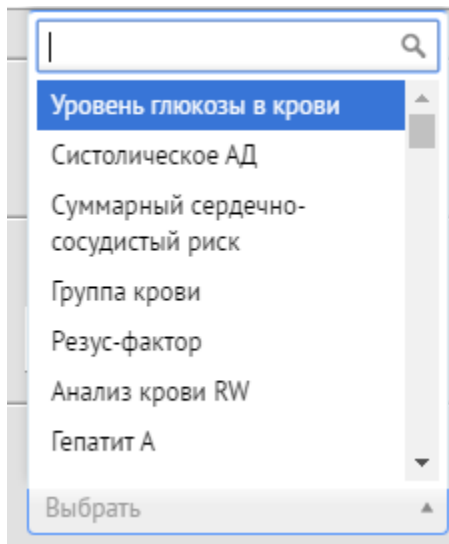 Уровень глюкозы в крови
Систолическое АД
Суммарный сердечно-
сосудистый риск
Группа крови
Резус-фактор
Анализ крови RW
Гепатит А
Выбрать